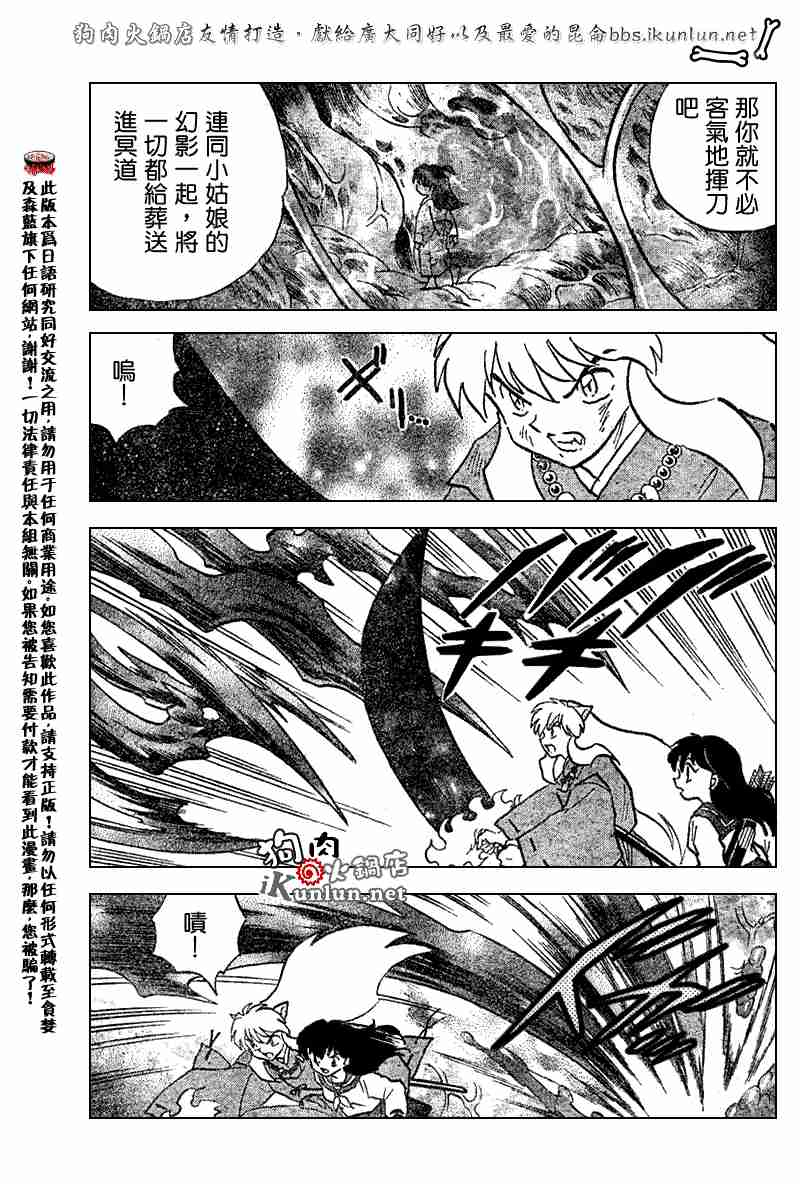 狗肉火鍋店友情打造，獻給廣大同好以及最愛的昆侖bbs.ikunlun.net
那你就不必
客氣地揮刀
吧
連同小姑娘的
幻影一起，將
一切都給葬送
進冥道
嗚！
嘖！
狗肉
火鍋店
iKunlun.net
此版本爲日語研究同好交流之用，請勿用于任何商業用途，如您喜歡此作品，請支持正版！請勿以任何形式轉載至貪婪
及森藍旗下任何網站，謝謝！一切法律責任與本組無關。如果您被告知需要付款才能看到此漫畫，那麽，您被騙了！